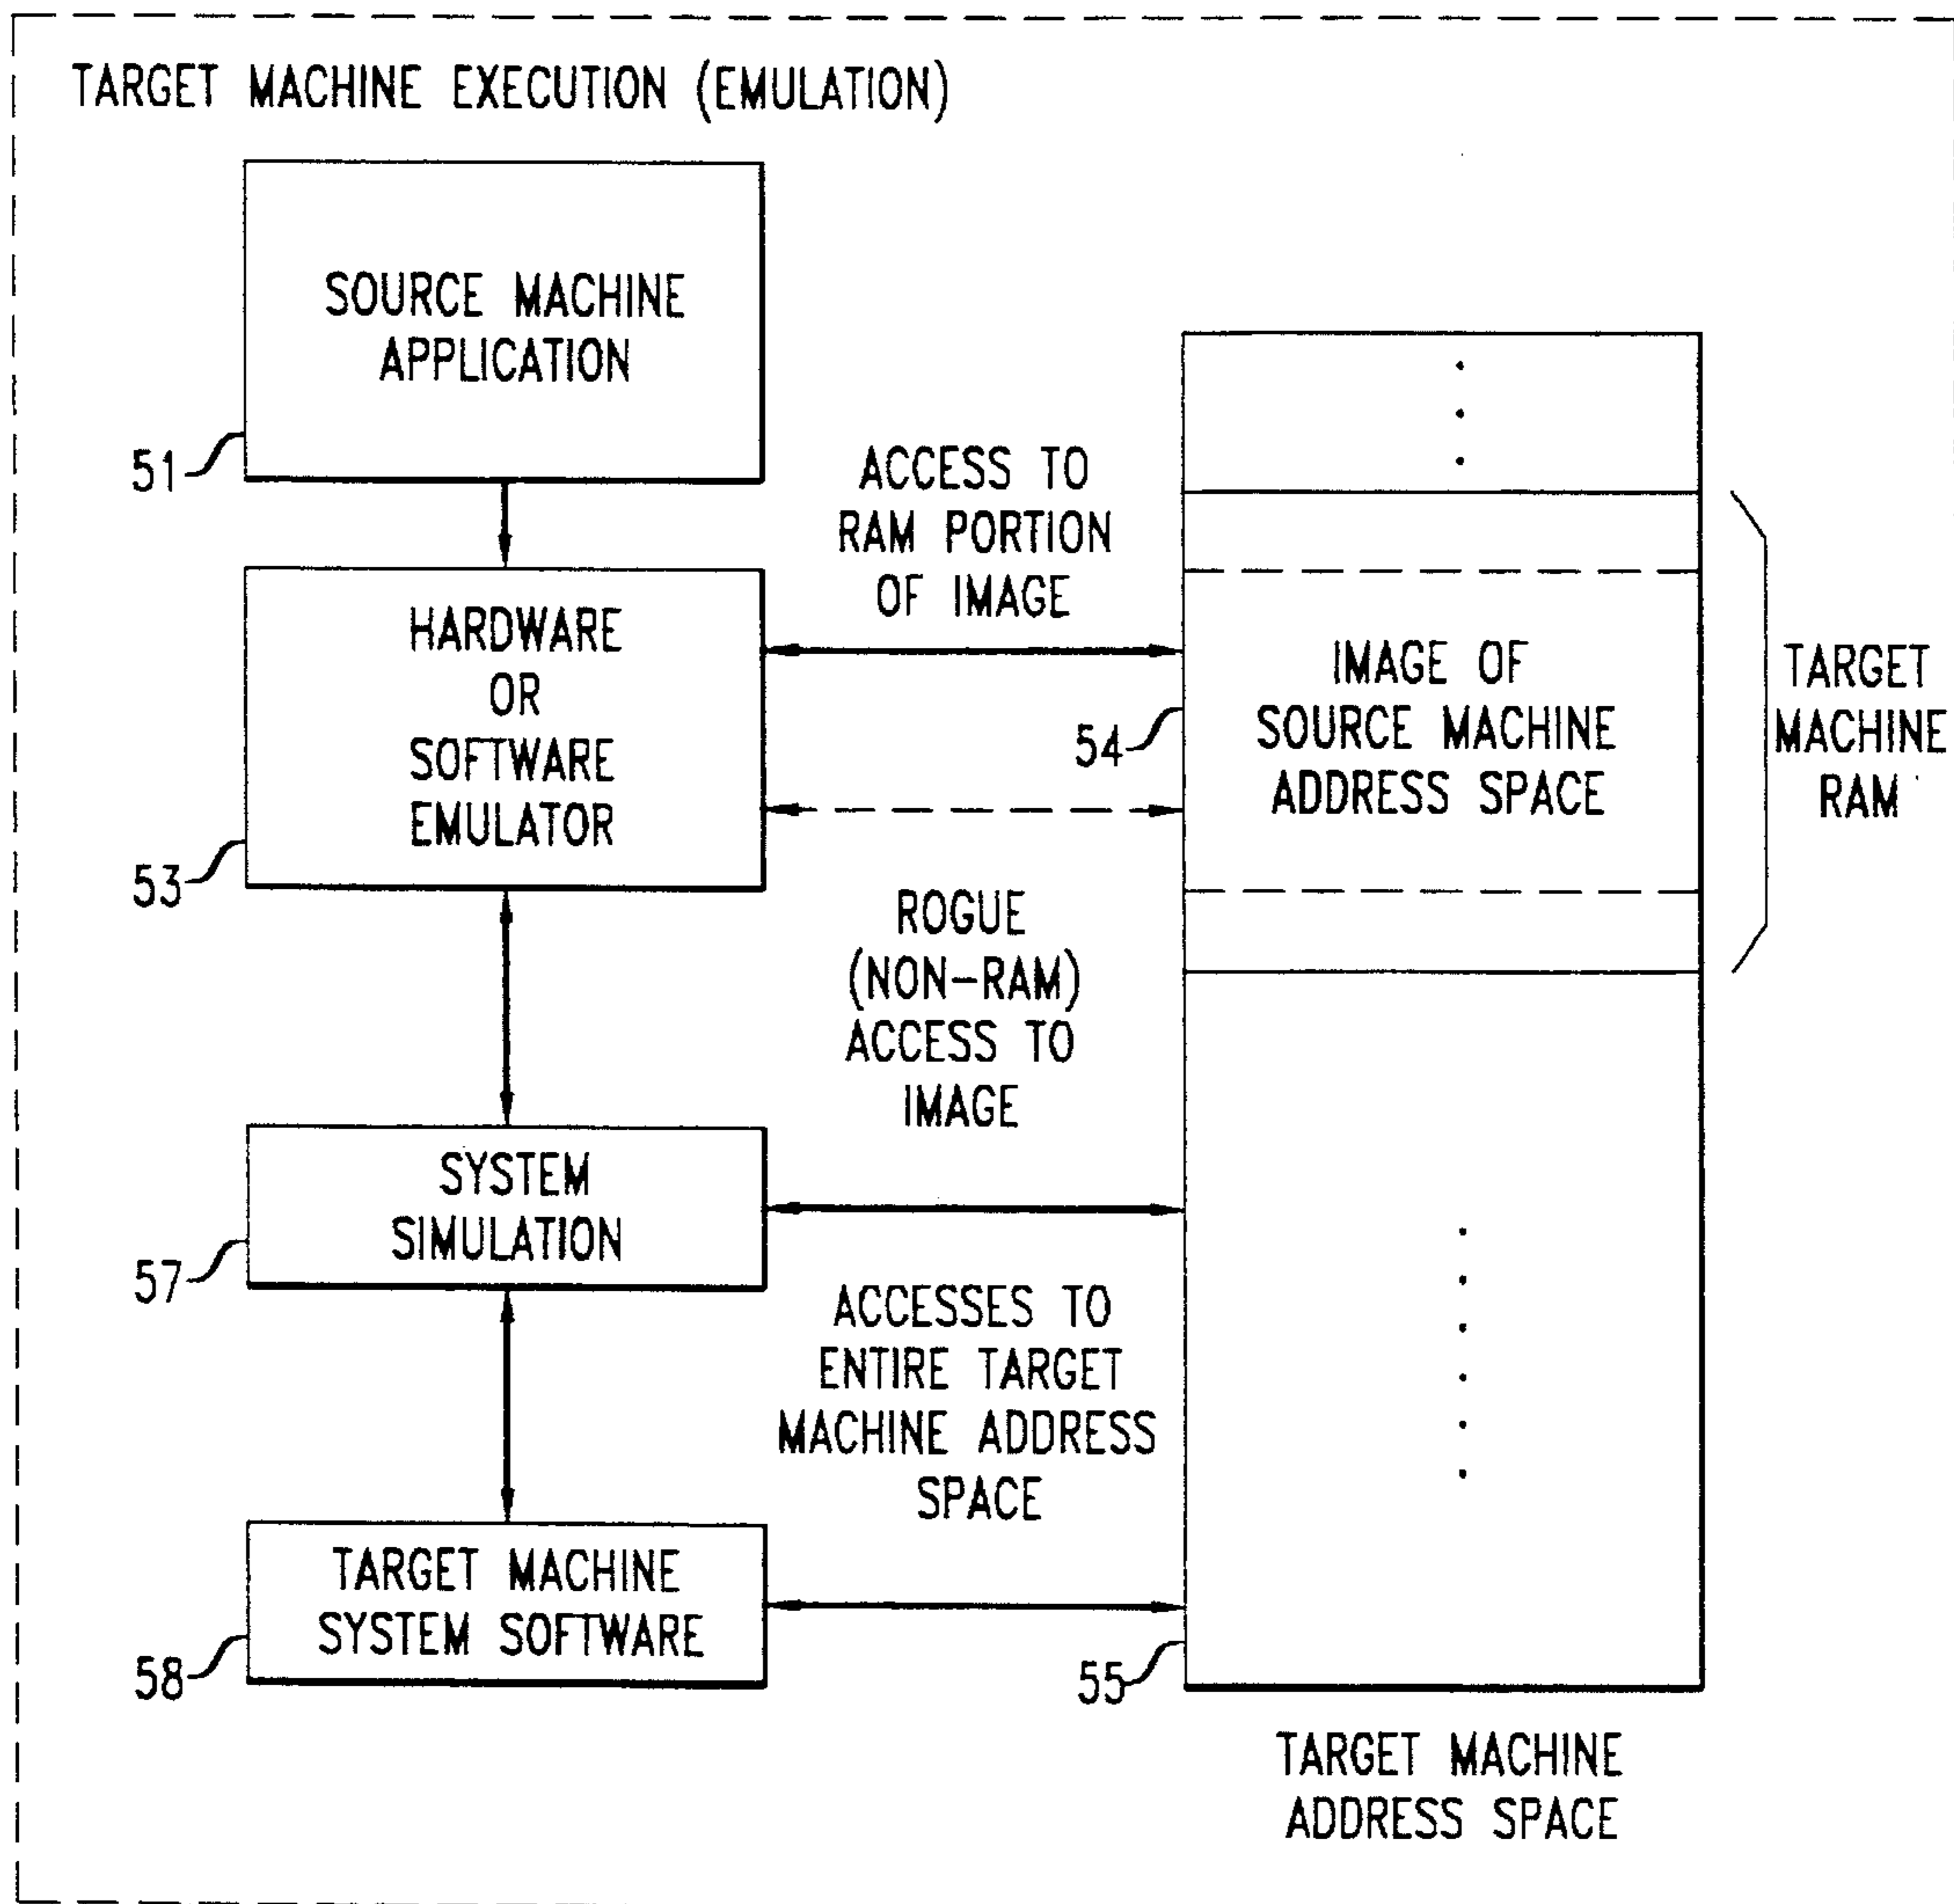 TARGET MACHINE EXECUTION (EMULATION)
SOURCE MACHINE
APPLICATION
51
ACCESS TO
RAM PORTION
OF IMAGE
HARDWARE
OR
SOFTWARE
EMULATOR
53
IMAGE OF
SOURCE MACHINE
ADDRESS SPACE
54
TARGET
MACHINE
RAM
ROGUE
(NON-RAM)
ACCESS TO
IMAGE
SYSTEM
SIMULATION
57
ACCESSES TO
ENTIRE TARGET
MACHINE ADDRESS
SPACE
TARGET MACHINE
SYSTEM SOFTWARE
58
55
TARGET MACHINE
ADDRESS SPACE